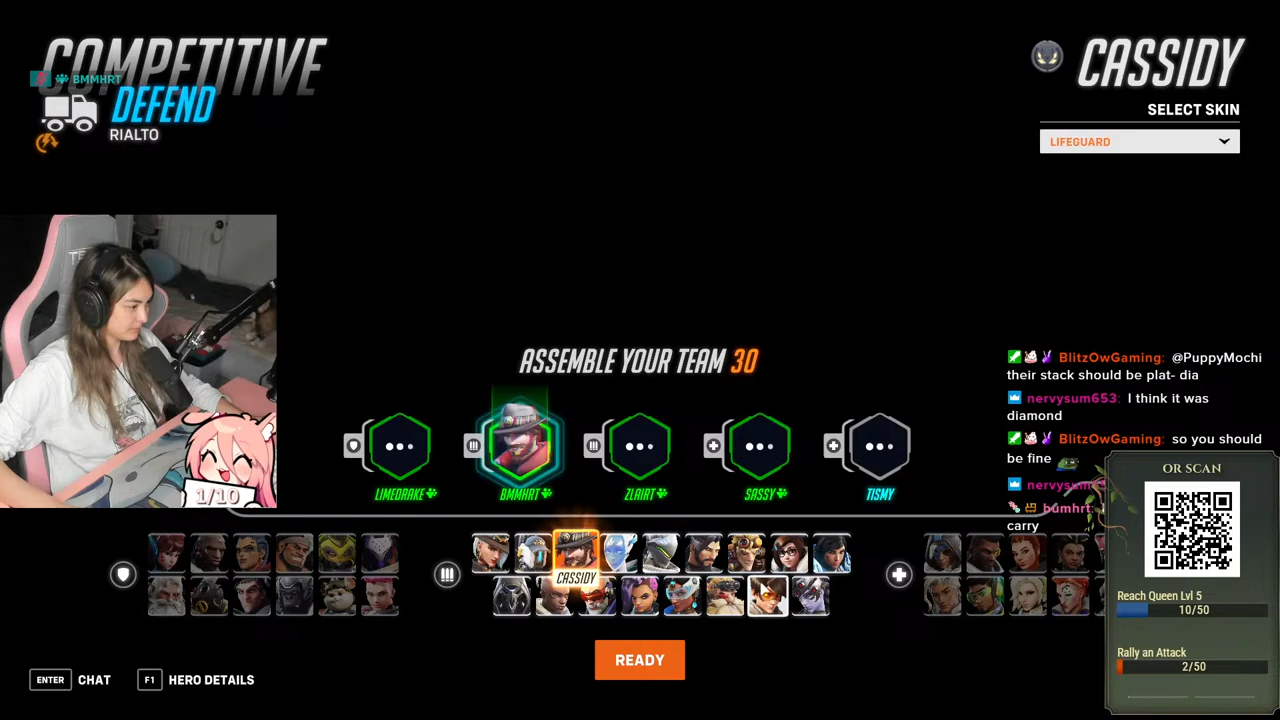 COMPETITIVE
BMMHRT
DEFEND
RIALTO
CASSIDY
SELECT SKIN
LIFEGUARD
ASSEMBLE YOUR TEAM 30
LIMEDRAKE
BMMHRT
ZLAIRT
SASSY
TISMY
BlitzOwGaming: @PuppyMochi
their stack should be plat- dia
nervysum653: I think it was
diamond
BlitzOwGaming: so you should
be fine
bumhrt:
carry
1/10
CASSIDY
READY
ENTER CHAT
F1 HERO DETAILS
OR SCAN
Reach Queen Lvl 5
10/50
Rally an Attack
2/50